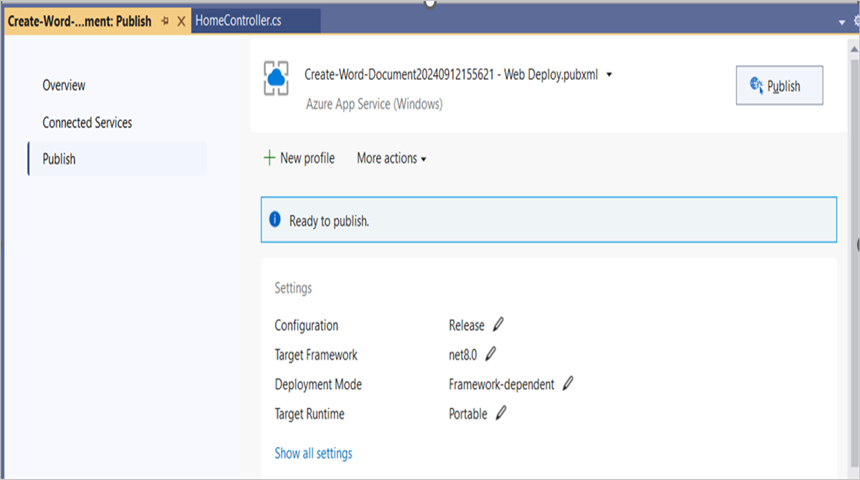 Create-Word-...ment: Publish HomeController.cs
Overview
Connected Services
Publish
Create-Word-Document20240912155621 - Web Deploy.pubxml
Azure App Service (Windows)
Publish
New profile More actions
Ready to publish.
Settings
Configuration Release
Target Framework net8.0
Deployment Mode Framework-dependent
Target Runtime Portable
Show all settings